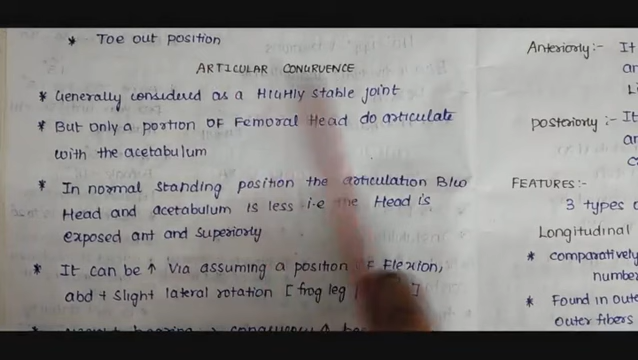 * Toe out position
ARTICULAR CONGRUENCE
* Generally considered as a Highly stable joint
* But only a portion OF Femoral Head do articulate
with the acetabulum
* In normal standing position the articulation B/w
Head and acetabulum is less i.e the Head is
exposed ant and superiorly
* It can be ↑ via assuming a position of Flexion,
abd + slight lateral rotation [frog leg
Anteriorly:- It
Posteriorly:- It
FEATURES:-
3 types
Longitudinal
* comparatively
number
* Found in oute
outer fibers